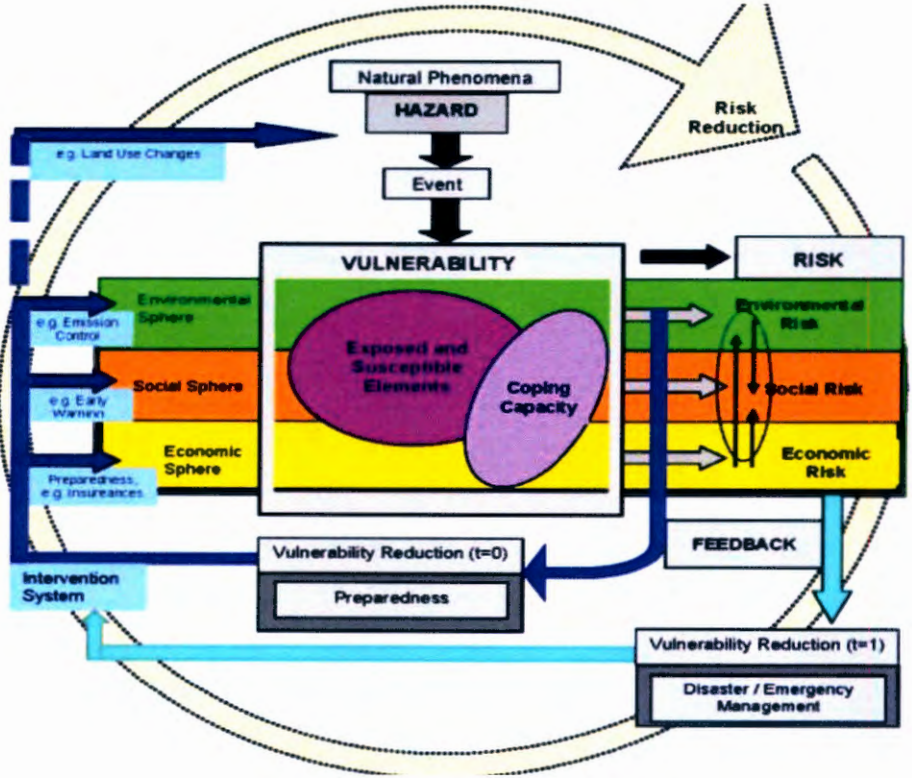 Natural Phenomena
HAZARD
Risk
Reduction
e.g. Land Use Changes
Event
VULNERABILITY
RISK
Environmental
Sphere
Environmental
Risk
e.g. Emission
Control
Exposed and
Susceptible
Elements
Social Sphere
Coping
Capacity
Social Risk
e.g. Early
Warning
Economic
Sphere
Economic
Risk
Preparedness,
e.g. Insureances
FEEDBACK
Vulnerability Reduction (t=0)
Preparedness
Intervention
System
Vulnerability Reduction (t=1)
Disaster / Emergency
Management